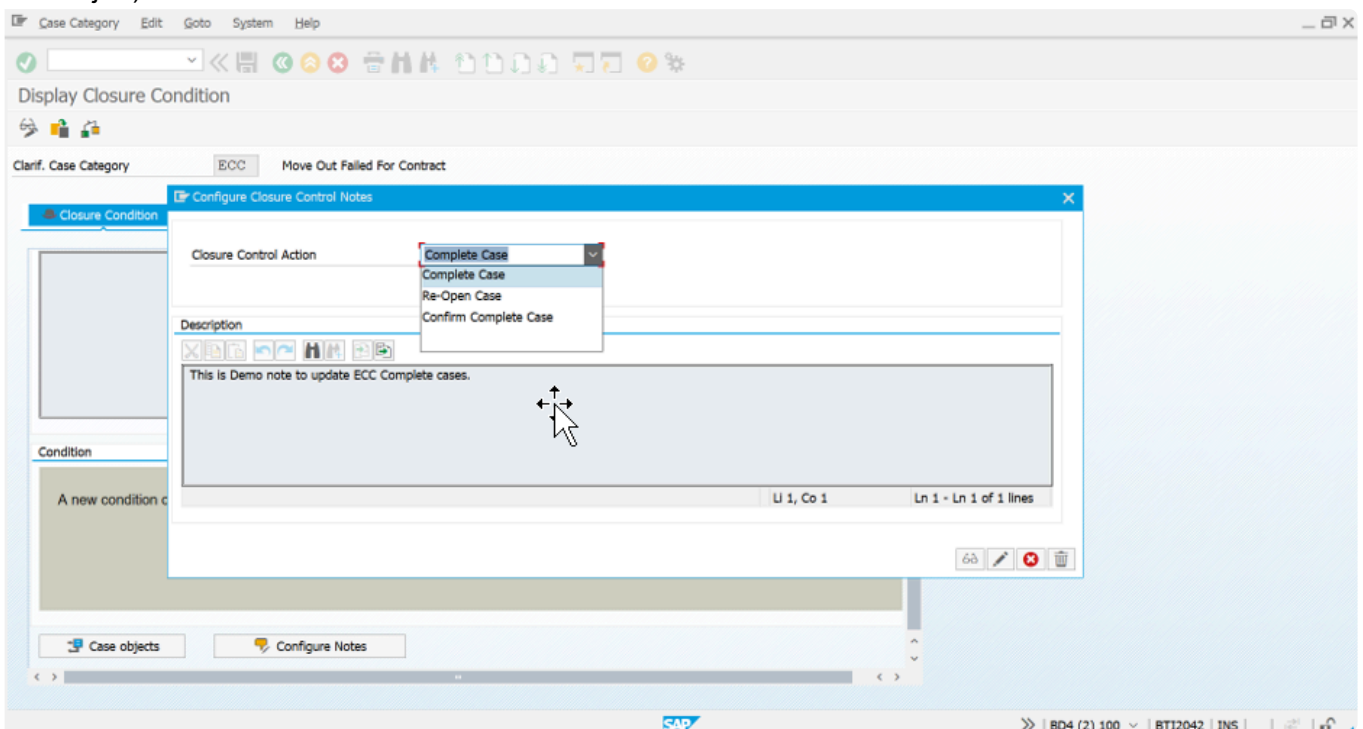 Case Category Edit Goto System Help
Display Closure Condition
Clarif. Case Category ECC Move Out Failed For Contract
Configure Closure Control Notes
Closure Condition
Closure Control Action Complete Case
Complete Case
Re-Open Case
Confirm Complete Case
Description
This is Demo note to update ECC Complete cases.
Condition
A new condition
Li 1, Co 1 Ln 1 - Ln 1 of 1 lines
Case objects Configure Notes
SAP
BD4 (2) 100 BTI2042 INS